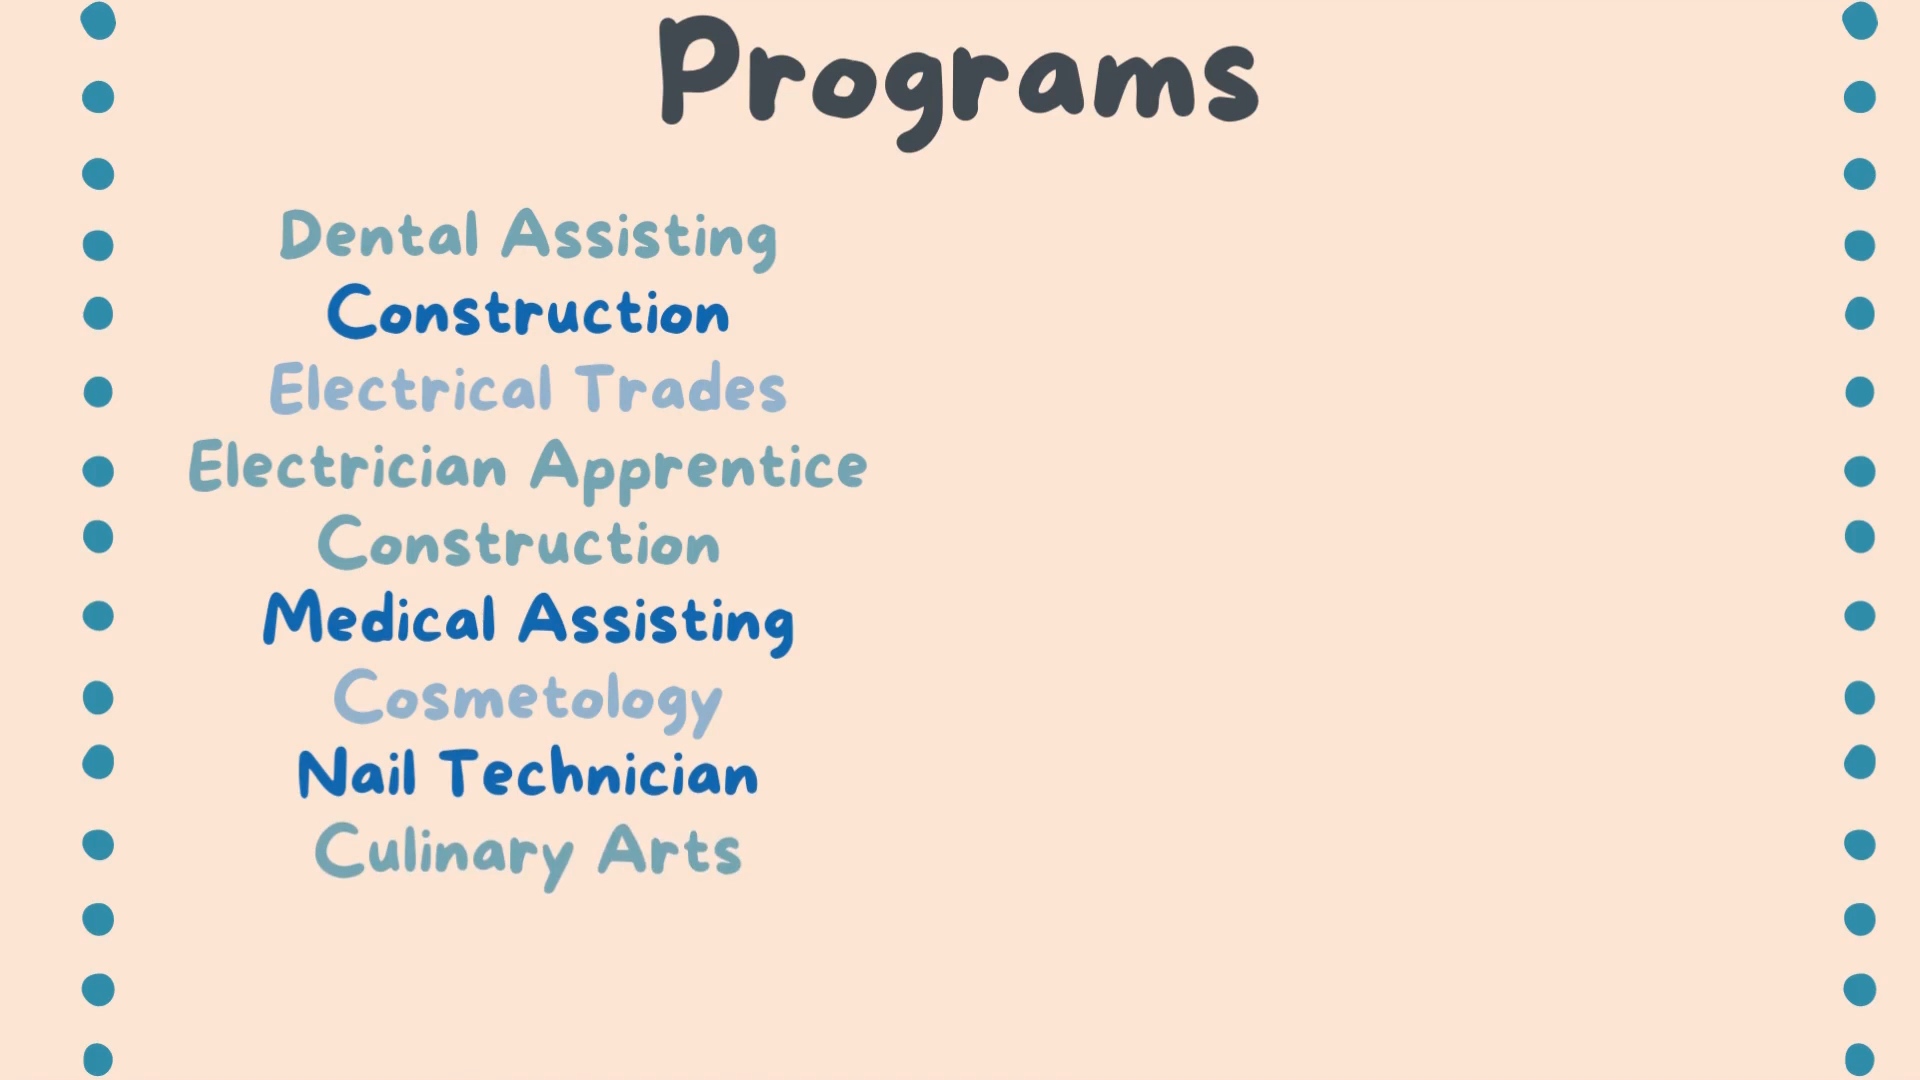 Programs
Dental Assisting
Construction
Electrical Trades
Electrician Apprentice
Construction
Medical Assisting
Cosmetology
Nail Technician
Culinary Arts